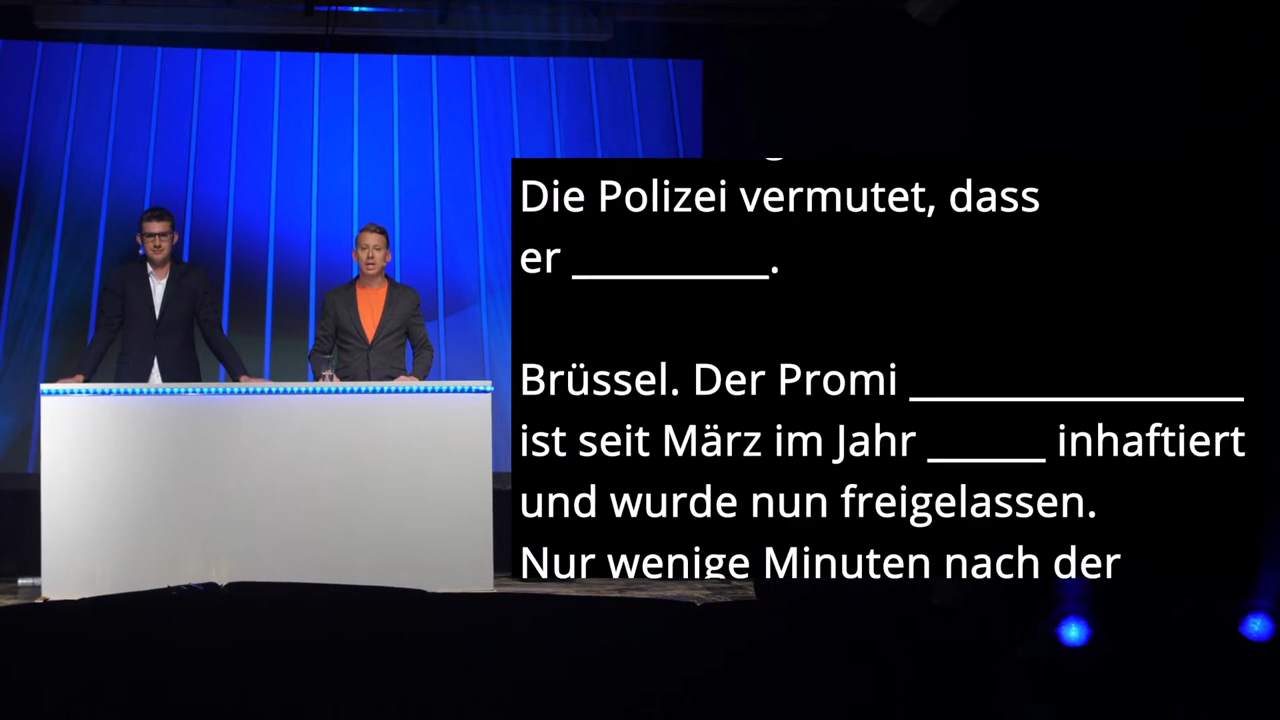 Die Polizei vermutet, dass
er __________.
Brüssel. Der Promi _________________
ist seit März im Jahr ______ inhaftiert
und wurde nun freigelassen.
Nur wenige Minuten nach der